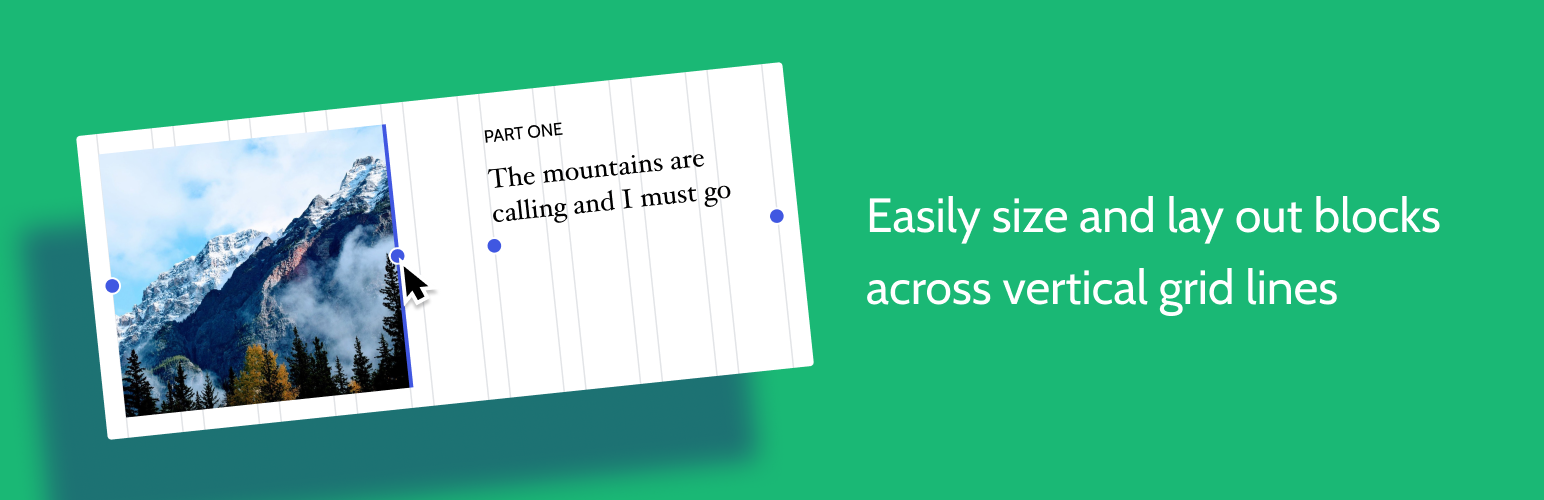 PART ONE
The mountains are
calling and I must go
Easily size and lay out blocks
across vertical grid lines